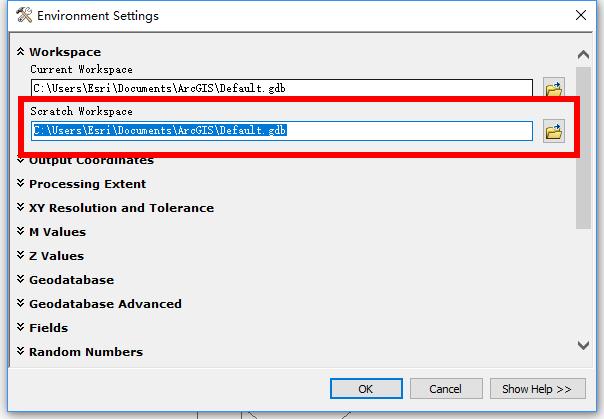 Environment Settings
Workspace
Current Workspace
C:\Users\Esri\Documents\ArcGIS\Default.gdb
Scratch Workspace
C:\Users\Esri\Documents\ArcGIS\Default.gdb
Output Coordinates
Processing Extent
XY Resolution and Tolerance
M Values
Z Values
Geodatabase
Geodatabase Advanced
Fields
Random Numbers
OK Cancel Show Help >>